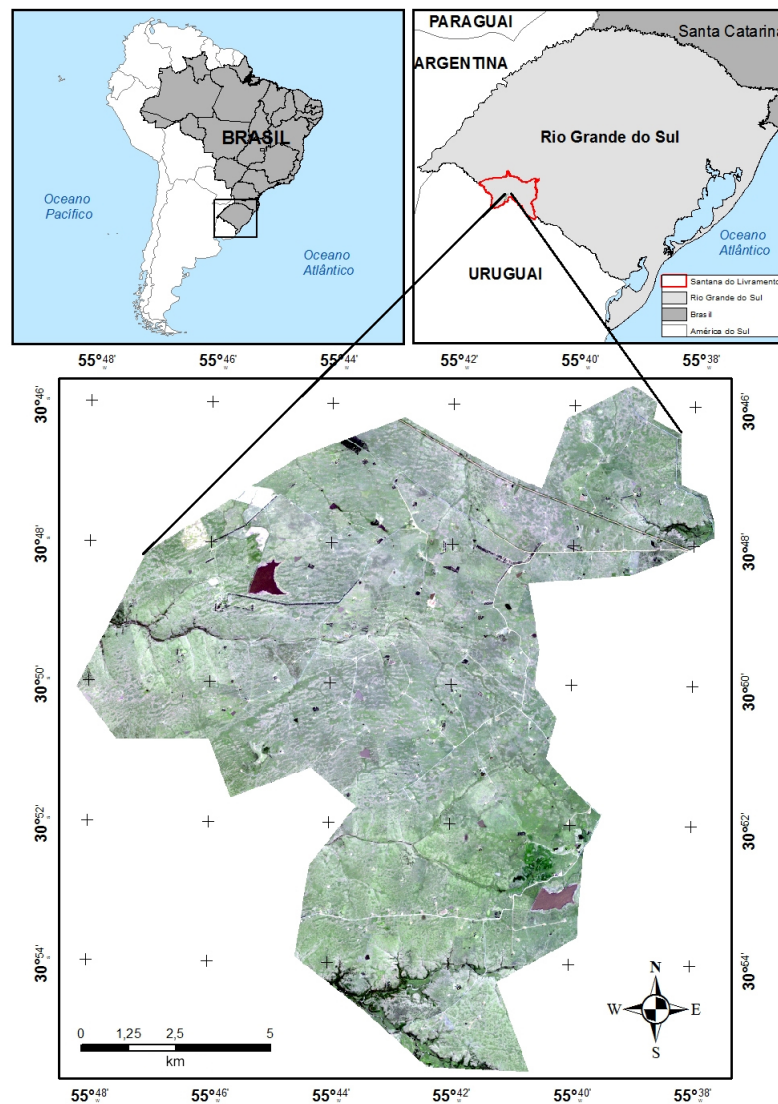 BRASIL
Oceano
Pacífico
Oceano
Atlântico
PARAGUAI
Santa Catarina
ARGENTINA
Rio Grande do Sul
Oceano
Atlântico
URUGUAI
Santana do Livramento
Rio Grande do Sul
Brasil
América do Sul
55°48' 55°46' 55°44' 55°42' 55°40' 55°38'
W W W W W W
30°46' 30°46'
30°48' 30°48'
30°50' 30°50'
30°52' 30°52'
30°54' 30°54'
N
W E
S
0 1,25 2,5 5
km
55°48' 55°46' 55°44' 55°42' 55°40' 55°38'
W W W W W W